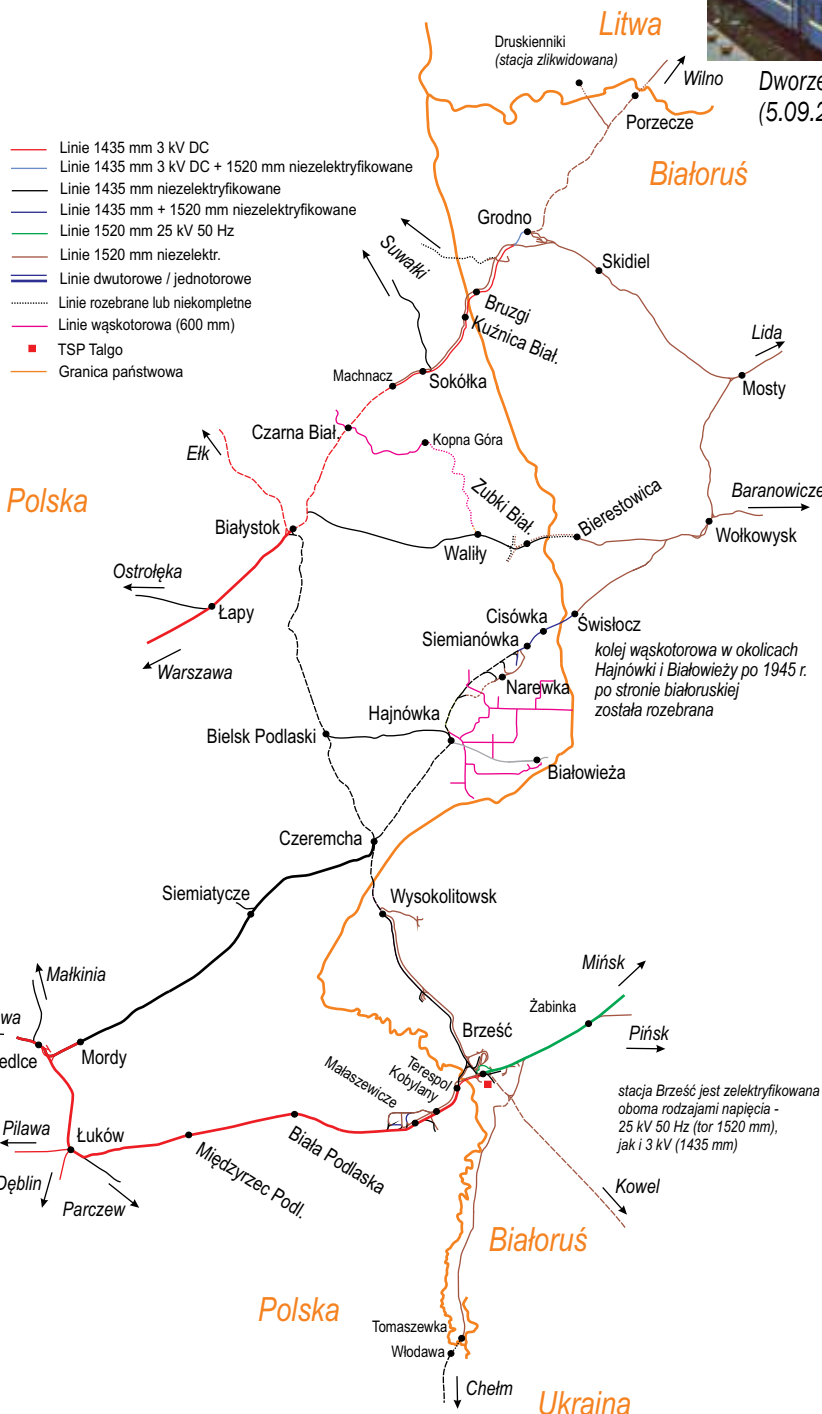 Litwa
Druskienniki
(stacja zlikwidowana)
Wilno
Porzecze
(5.09.2
Białoruś
Linie 1435 mm 3 kV DC
Linie 1435 mm 3 kV DC + 1520 mm niezelektryfikowane
Linie 1435 mm niezelektryfikowane
Linie 1435 mm + 1520 mm niezelektryfikowane
Linie 1520 mm 25 kV 50 Hz
Linie 1520 mm niezelektr.
Linie dwutorowe / jednotorowe
Linie rozebrane lub niekompletne
Linie wąskotorowa (600 mm)
TSP Talgo
Granica państwowa
Grodno
Suwałki
Skidiel
Bruzgi
Kuźnica Biał.
Lida
Machnacz
Sokółka
Mosty
Czarna Biał.
Kopna Góra
Ełk
Polska
Zubki Biał.
Bierestowica
Baranowicze
Białystok
Waliły
Wołkowysk
Ostrołęka
Łapy
Warszawa
Cisówka
Świsłocz
Siemianówka
kolej wąskotorowa w okolicach
Hajnówki i Białowieży po 1945 r.
po stronie białoruskiej
została rozebrana
Narewka
Hajnówka
Bielsk Podlaski
Białowieża
Czeremcha
Siemiatycze
Wysokolitowsk
Małkinia
Mińsk
Żabinka
wa
edlce
Mordy
Brześć
Pińsk
Terespol
Kobylany
Małaszewicze
stacja Brześć jest zelektryfikowana
oboma rodzajami napięcia -
25 kV 50 Hz (tor 1520 mm),
jak i 3 kV (1435 mm)
Pilawa
Łuków
Międzyrzec Podl.
Biała Podlaska
Dęblin
Parczew
Kowel
Białoruś
Polska
Tomaszewka
Włodawa
Chełm
Ukraina